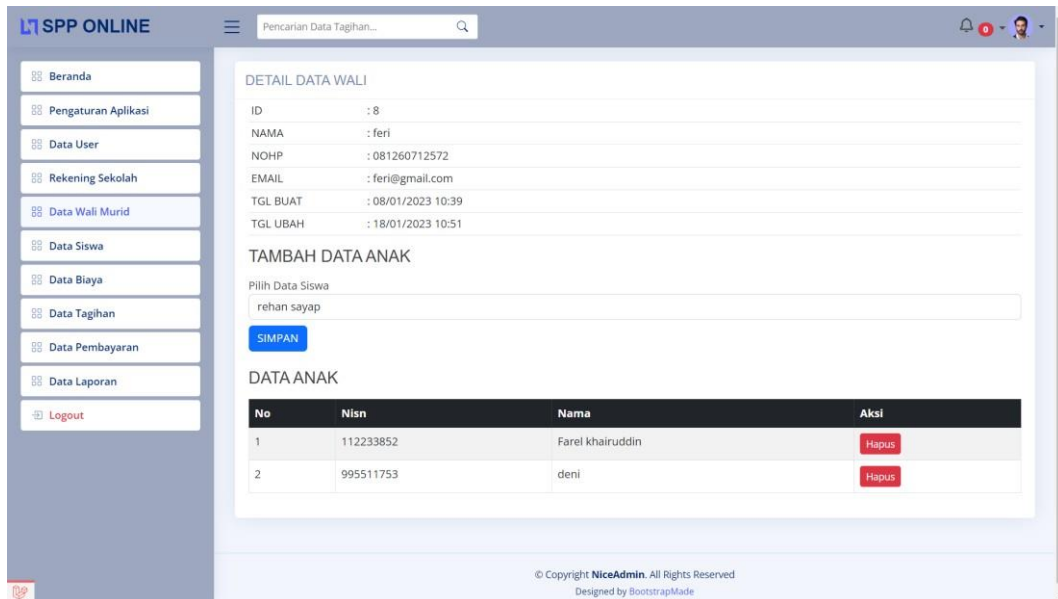 SPP ONLINE
Pencarian Data Tagihan...
0
Beranda
Pengaturan Aplikasi
Data User
Rekening Sekolah
Data Wali Murid
Data Siswa
Data Biaya
Data Tagihan
Data Pembayaran
Data Laporan
Logout
DETAIL DATA WALI
ID : 8
NAMA : feri
NOHP : 081260712572
EMAIL : feri@gmail.com
TGL BUAT : 08/01/2023 10:39
TGL UBAH : 18/01/2023 10:51
TAMBAH DATA ANAK
Pilih Data Siswa
rehan sayap
SIMPAN
DATA ANAK
No Nisn Nama Aksi
1 112233852 Farel khairuddin Hapus
2 995511753 deni Hapus
© Copyright NiceAdmin. All Rights Reserved
Designed by BootstrapMade